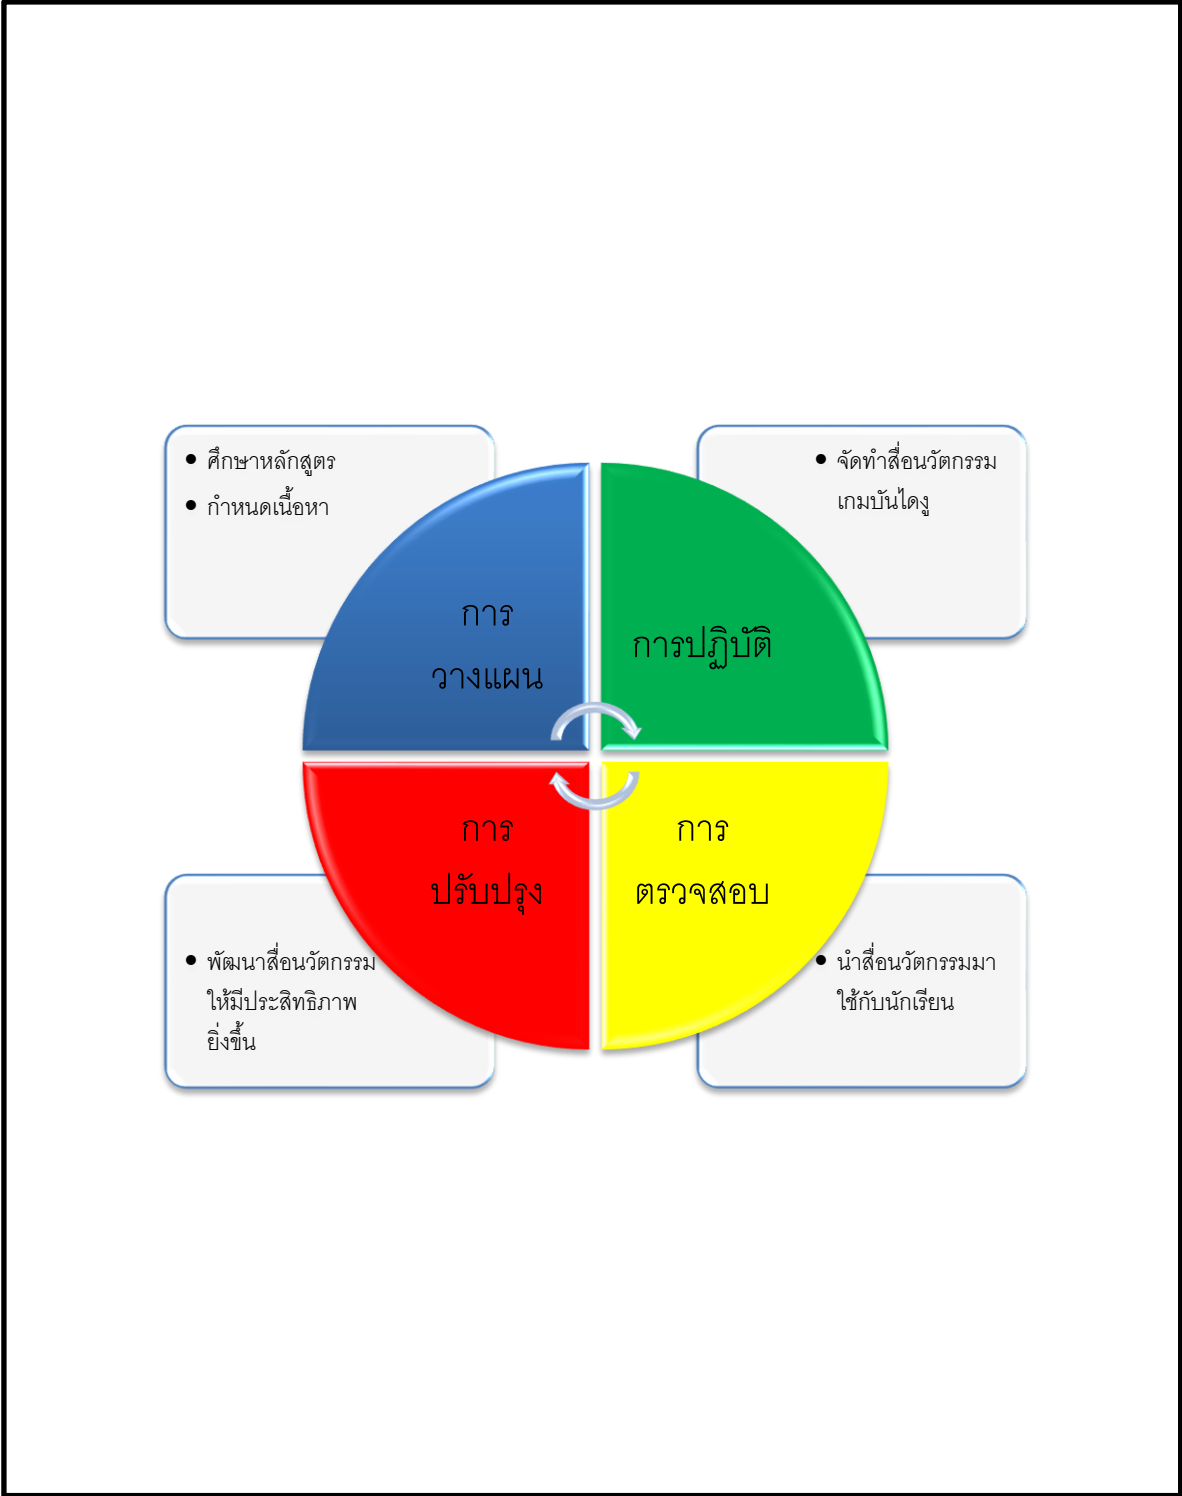 ศึกษาหลักสูตร
กำหนดเนื้อหา
จัดทำสื่อนวัตกรรม
เกมบันไดงู
การ
วางแผน
การปฏิบัติ
การ
ปรับปรุง
การ
ตรวจสอบ
พัฒนาสื่อนวัตกรรม
ให้มีประสิทธิภาพ
ยิ่งขึ้น
นำสื่อนวัตกรรมมา
ใช้กับนักเรียน